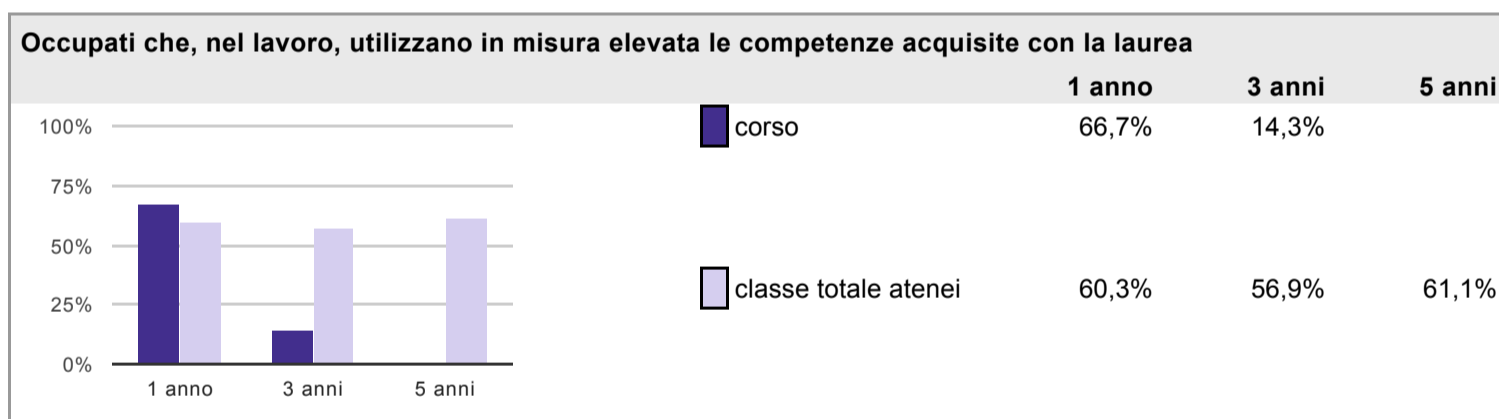 Occupati che, nel lavoro, utilizzano in misura elevata le competenze acquisite con la laurea
1 anno 3 anni 5 anni
100%
75%
50%
25%
0%
1 anno 3 anni 5 anni
corso 66,7% 14,3%
classe totale atenei 60,3% 56,9% 61,1%